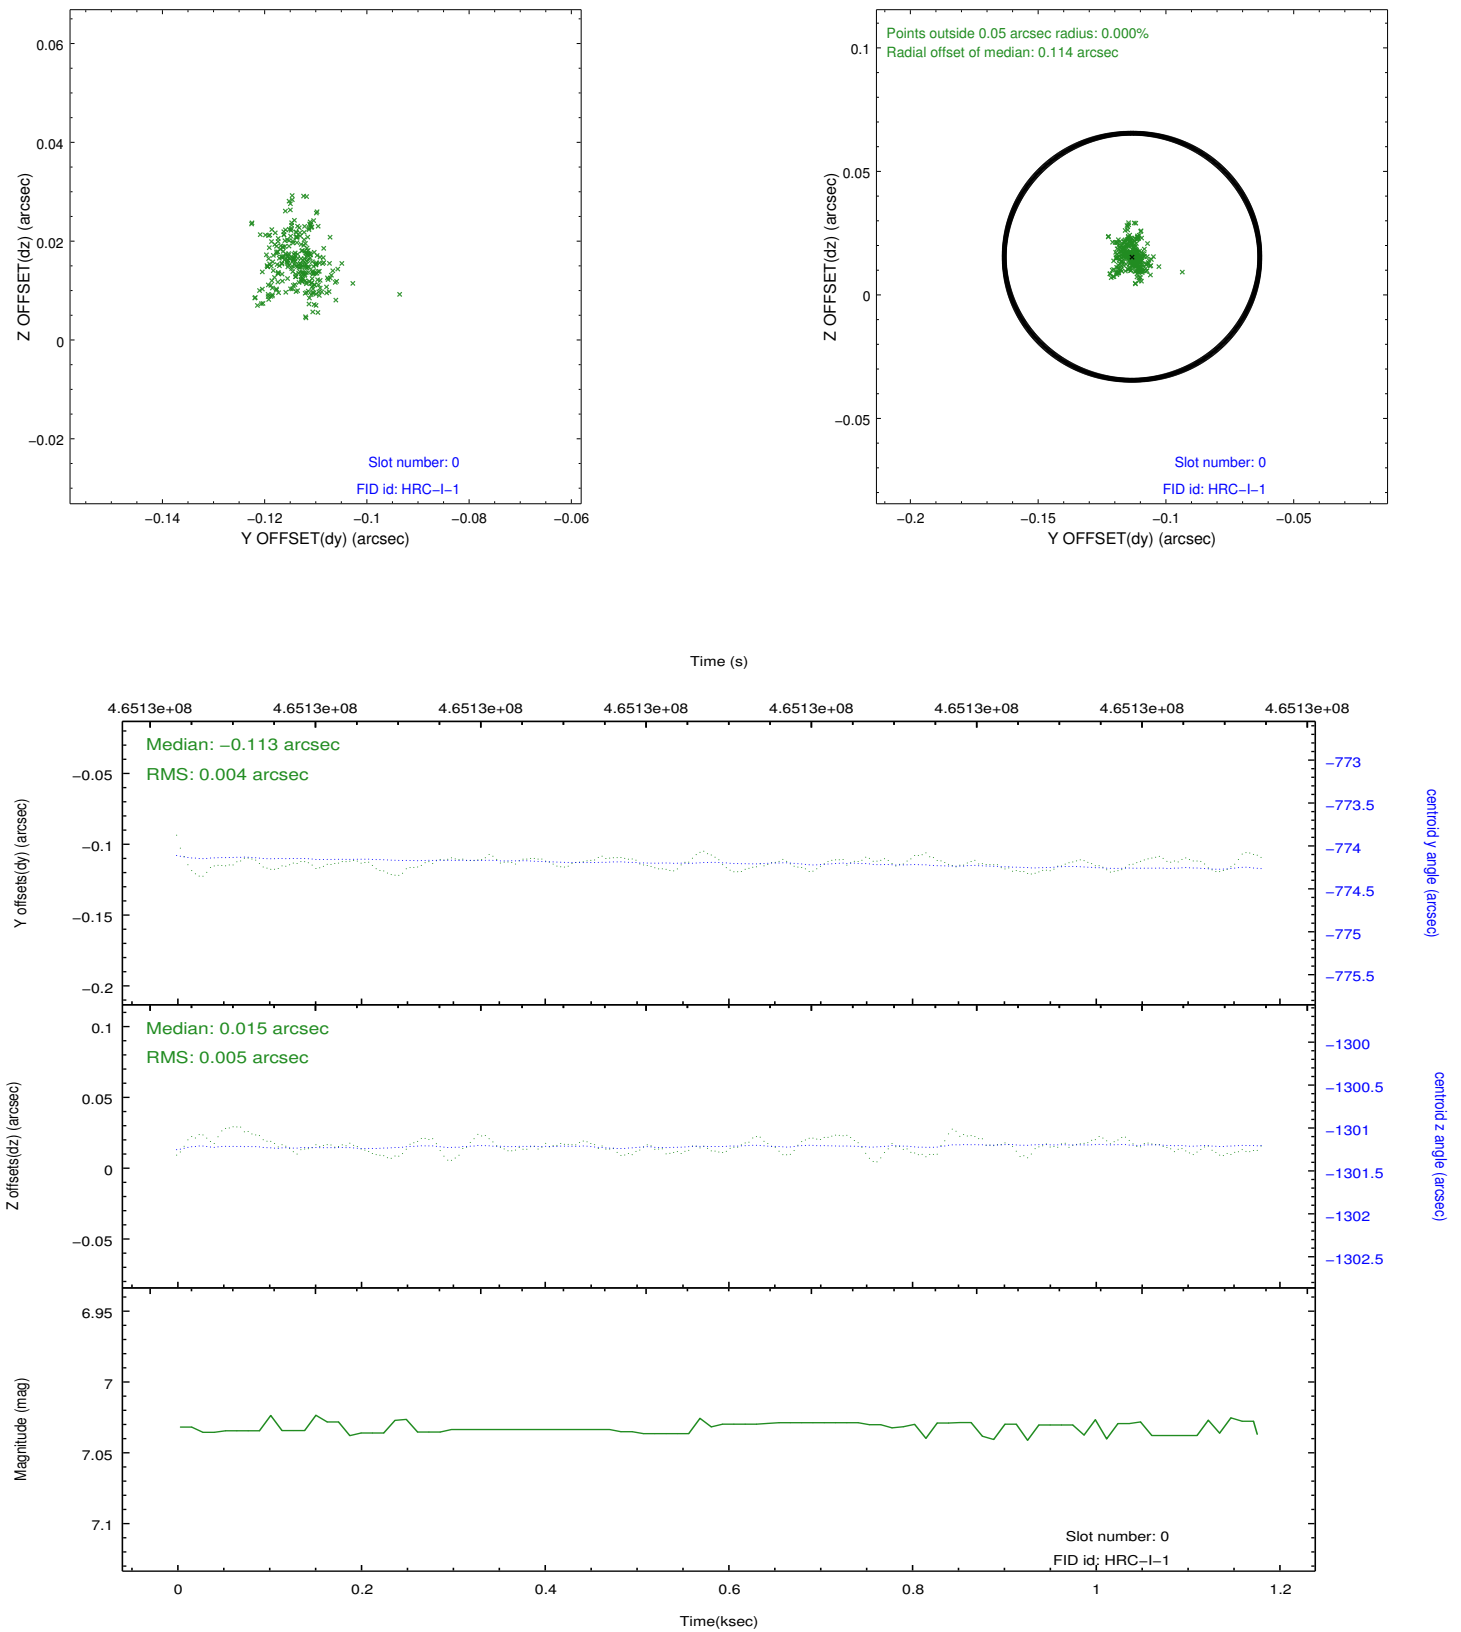 0.06
0.04
0.02
0
−0.02
Z OFFSET(dz) (arcsec)
Slot number: 0
FID id: HRC−I−1
−0.14 −0.12 −0.1 −0.08 −0.06
Y OFFSET(dy) (arcsec)
Points outside 0.05 arcsec radius: 0.000%
Radial offset of median: 0.114 arcsec
0.1
0.05
0
−0.05
Z OFFSET(dz) (arcsec)
Slot number: 0
FID id: HRC−I−1
−0.2 −0.15 −0.1 −0.05
Y OFFSET(dy) (arcsec)
Time (s)
4.6513e+08 4.6513e+08 4.6513e+08 4.6513e+08 4.6513e+08 4.6513e+08 4.6513e+08 4.6513e+08
Median: −0.113 arcsec
RMS: 0.004 arcsec
−0.05
−0.1
−0.15
−0.2
Y offsets(dy) (arcsec)
−773
−773.5
−774
−774.5
−775
−775.5
centroid y angle (arcsec)
Median: 0.015 arcsec
RMS: 0.005 arcsec
0.1
0.05
0
−0.05
Z offsets(dz) (arcsec)
−1300
−1300.5
−1301
−1301.5
−1302
−1302.5
centroid z angle (arcsec)
6.95
7
7.05
7.1
Magnitude (mag)
Slot number: 0
FID id: HRC−I−1
0 0.2 0.4 0.6 0.8 1 1.2
Time(ksec)